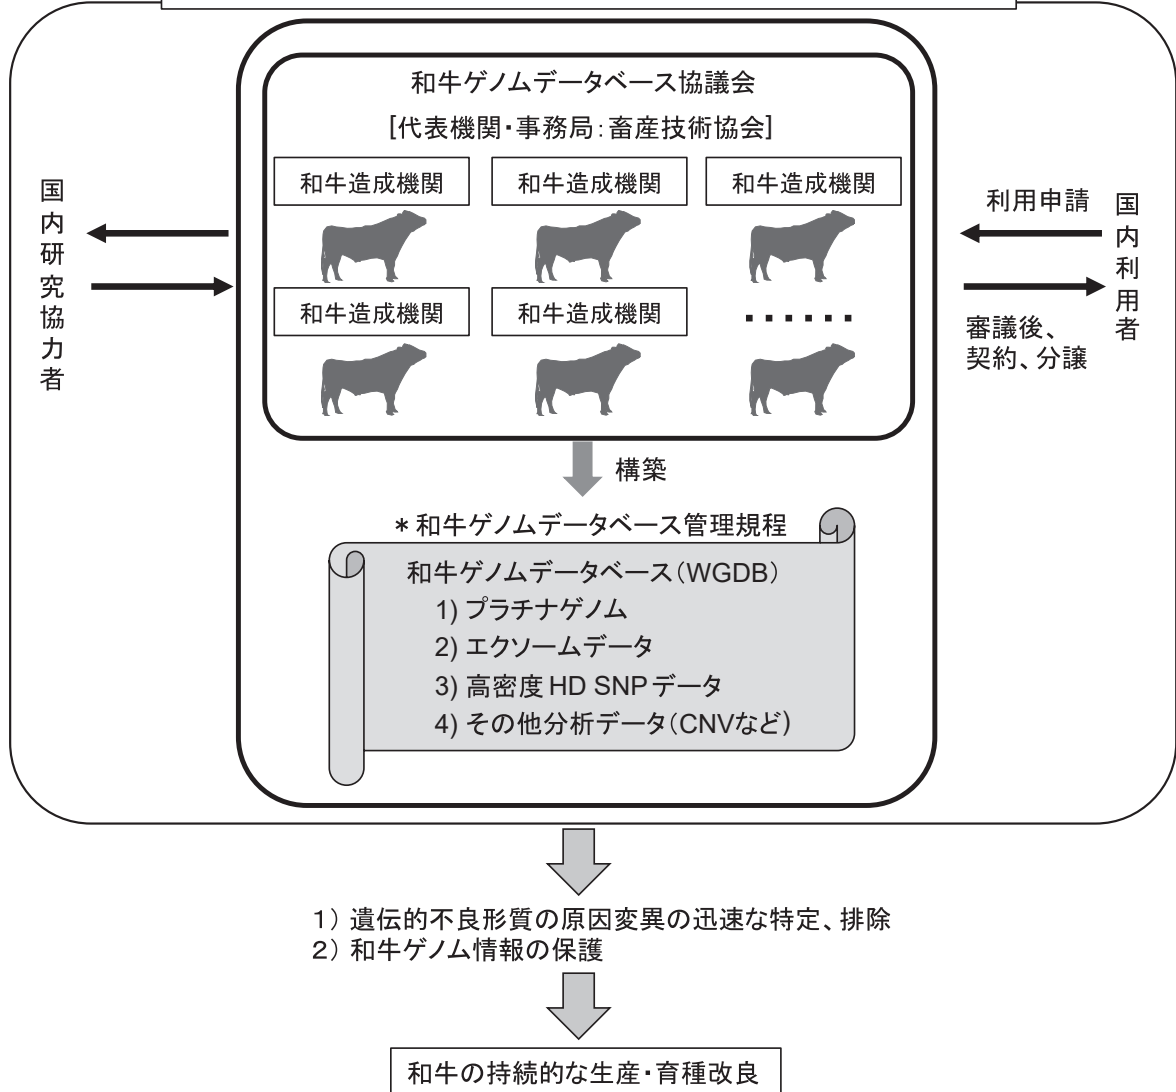 和牛ゲノムデータベース協議会
[代表機関・事務局：畜産技術協会]
和牛造成機関
和牛造成機関
和牛造成機関
和牛造成機関
和牛造成機関
……
国内研究協力者
利用申請
国内利用者
審議後、
契約、分譲
構築
＊和牛ゲノムデータベース管理規程
和牛ゲノムデータベース（WGDB）
1) プラチナゲノム
2) エクソームデータ
3) 高密度 HD SNP データ
4) その他分析データ（CNVなど）
１） 遺伝的不良形質の原因変異の迅速な特定、排除
２） 和牛ゲノム情報の保護
和牛の持続的な生産・育種改良